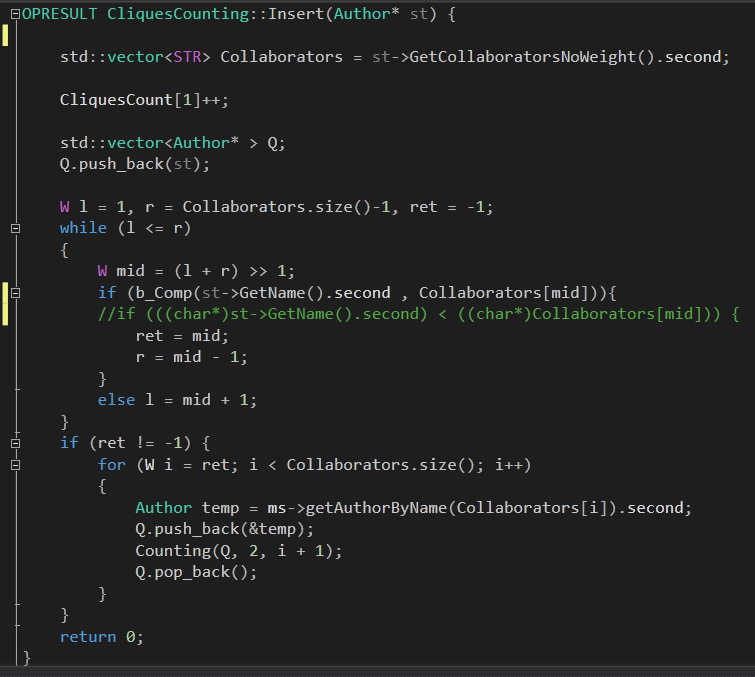 OPRESULT CliquesCounting::Insert(Author* st) {
std::vector<STR> Collaborators = st->GetCollaboratorsNoWeight().second;
CliquesCount[1]++;
std::vector<Author* > Q;
Q.push_back(st);
W l = 1, r = Collaborators.size()-1, ret = -1;
while (l <= r)
{
W mid = (l + r) >> 1;
if (b_Comp(st->GetName().second , Collaborators[mid])){
//if (((char*)st->GetName().second) < ((char*)Collaborators[mid])) {
ret = mid;
r = mid - 1;
}
else l = mid + 1;
}
if (ret != -1) {
for (W i = ret; i < Collaborators.size(); i++)
{
Author temp = ms->getAuthorByName(Collaborators[i]).second;
Q.push_back(&temp);
Counting(Q, 2, i + 1);
Q.pop_back();
}
}
return 0;
}